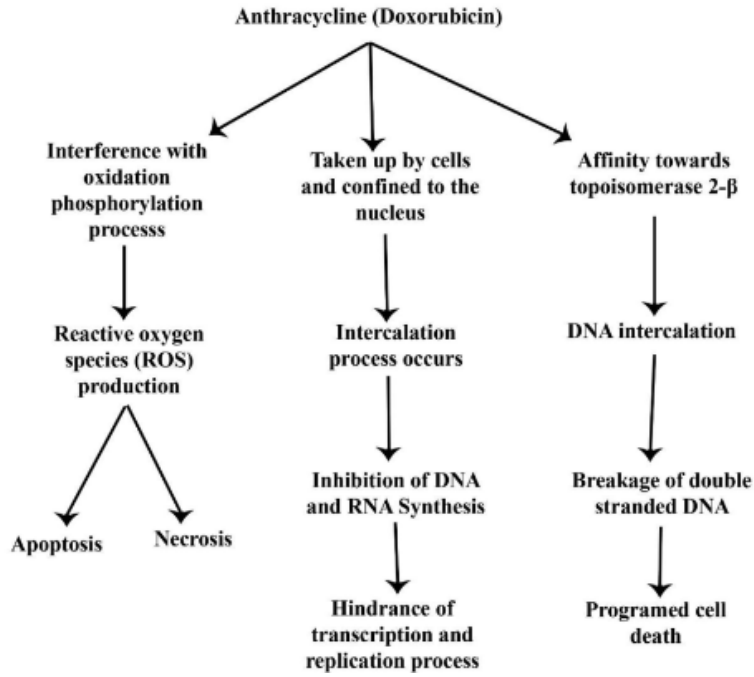 Anthracycline (Doxorubicin)
Interference with
oxidation
phosphorylation
processs
Taken up by cells
and confined to the
nucleus
Affinity towards
topoisomerase 2-β
Reactive oxygen
species (ROS)
production
Intercalation
process occurs
DNA intercalation
Apoptosis
Necrosis
Inhibition of DNA
and RNA Synthesis
Breakage of double
stranded DNA
Hindrance of
transcription and
replication process
Programed cell
death